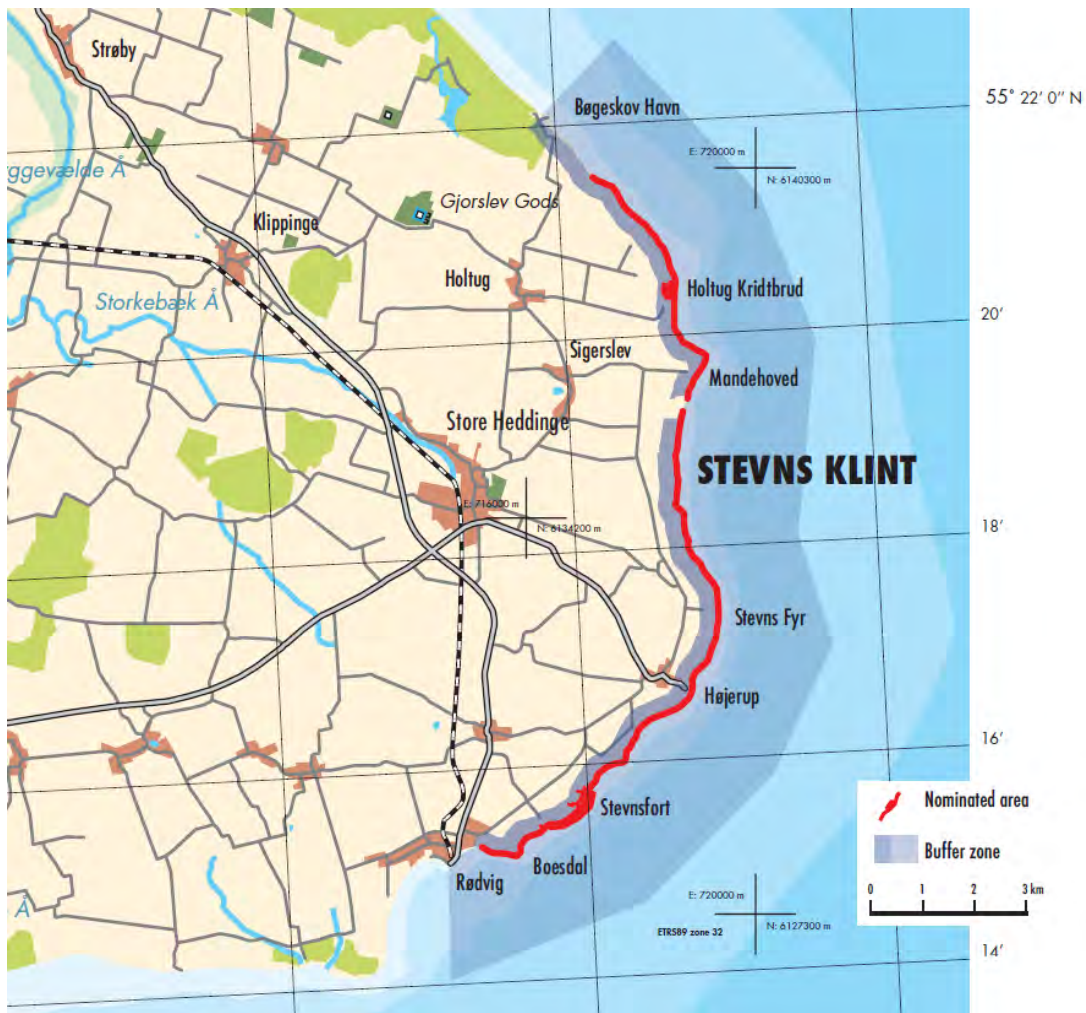 Strøby
Bøgeskov Havn
55° 22' 0" N
E: 720000 m
N: 6140300 m
ggevælde Å
Gjorslev Gods
Klippinge
Holtug
Holtug Kridtbrud
Storkebæk Å
20'
Sigerslev
Mandehoved
Store Heddinge
STEVNS KLINT
E: 716000 m
N: 6134200 m
18'
Stevns Fyr
Højerup
16'
Stevnsfort
Nominated area
Buffer zone
Boesdal
Rødvig
0 1 2 3 km
E: 720000 m
N: 6127300 m
ETRS89 zone 32
Å
14'